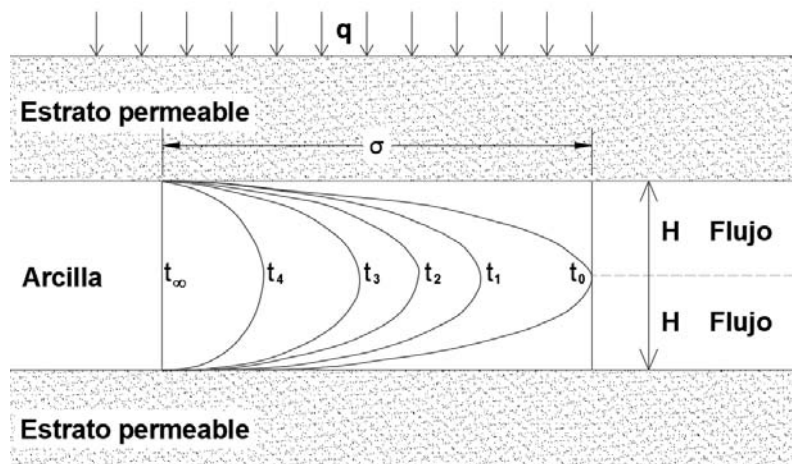 q
Estrato permeable
σ
H Flujo
Arcilla t∞ t4 t3 t2 t1 t0
H Flujo
Estrato permeable